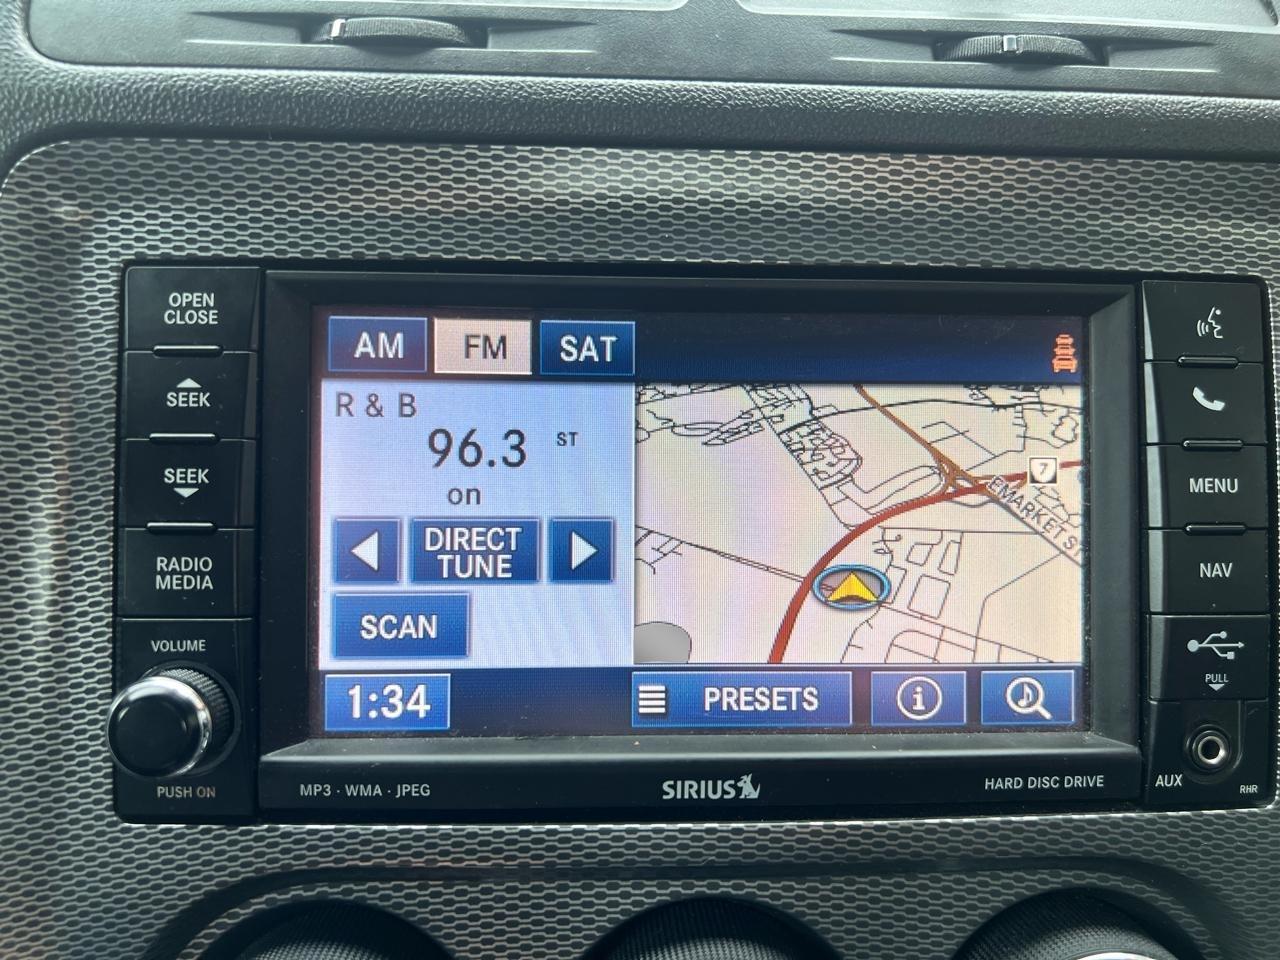 OPEN
CLOSE
SEEK
SEEK
RADIO
MEDIA
VOLUME
PUSH ON
AM FM SAT
R & B
96.3 ST
on
DIRECT
TUNE
SCAN
7
EMARKET ST
1:34
PRESETS
i
MP3 · WMA · JPEG
SIRIUS
HARD DISC DRIVE
MENU
NAV
PULL
AUX
RHR